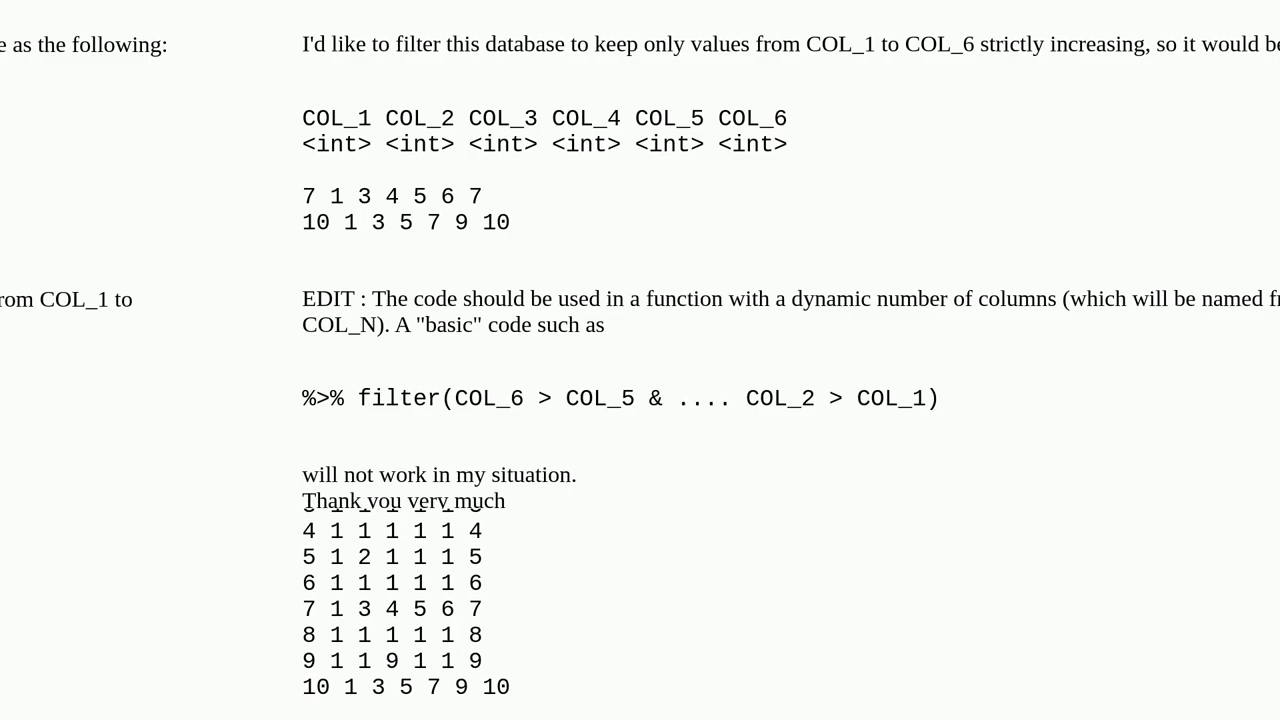 e as the following:
I'd like to filter this database to keep only values from COL_1 to COL_6 strictly increasing, so it would be
COL_1 COL_2 COL_3 COL_4 COL_5 COL_6
<int> <int> <int> <int> <int> <int>
7 1 3 4 5 6 7
10 1 3 5 7 9 10
rom COL_1 to
EDIT : The code should be used in a function with a dynamic number of columns (which will be named fr
COL_N). A "basic" code such as
%>% filter(COL_6 > COL_5 & .... COL_2 > COL_1)
will not work in my situation.
Thank you very much
4 1 1 1 1 1 4
5 1 2 1 1 1 5
6 1 1 1 1 1 6
7 1 3 4 5 6 7
8 1 1 1 1 1 8
9 1 1 9 1 1 9
10 1 3 5 7 9 10